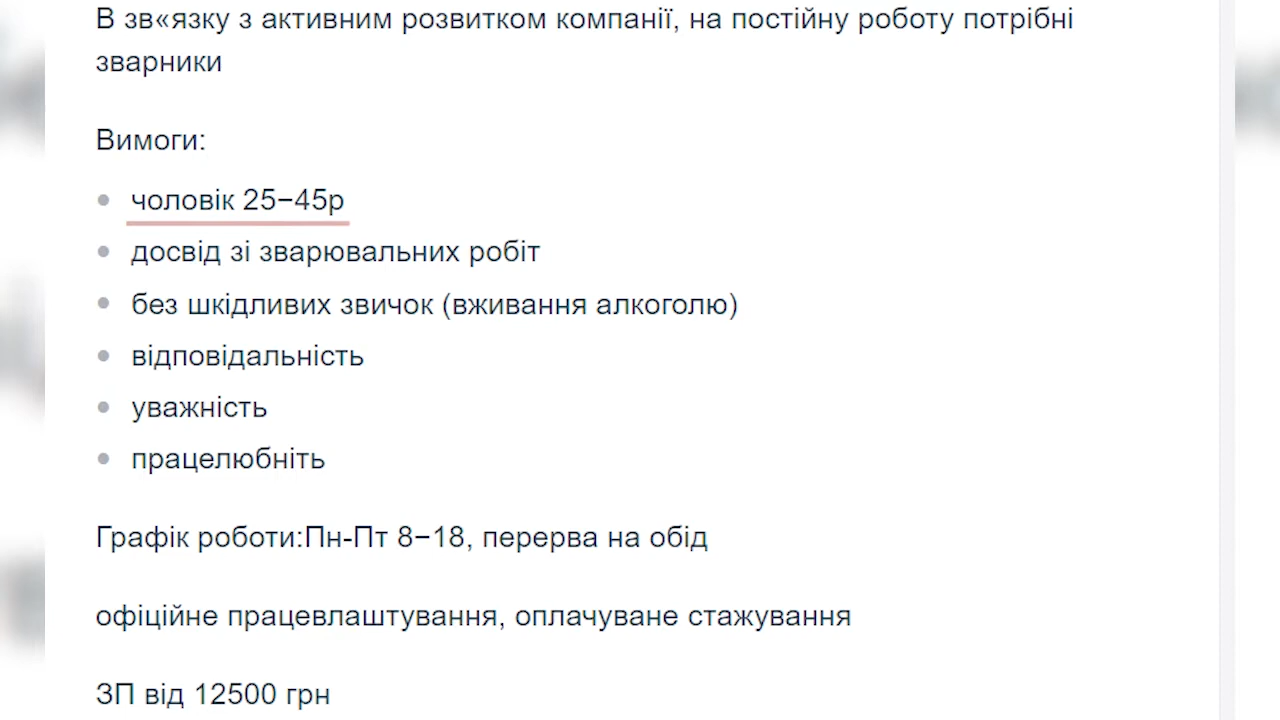 В зв«язку з активним розвитком компанії, на постійну роботу потрібні
зварники
Вимоги:
чоловік 25–45р
досвід зі зварювальних робіт
без шкідливих звичок (вживання алкоголю)
відповідальність
уважність
працелюбніть
Графік роботи:Пн-Пт 8–18, перерва на обід
офіційне працевлаштування, оплачуване стажування
ЗП від 12500 грн